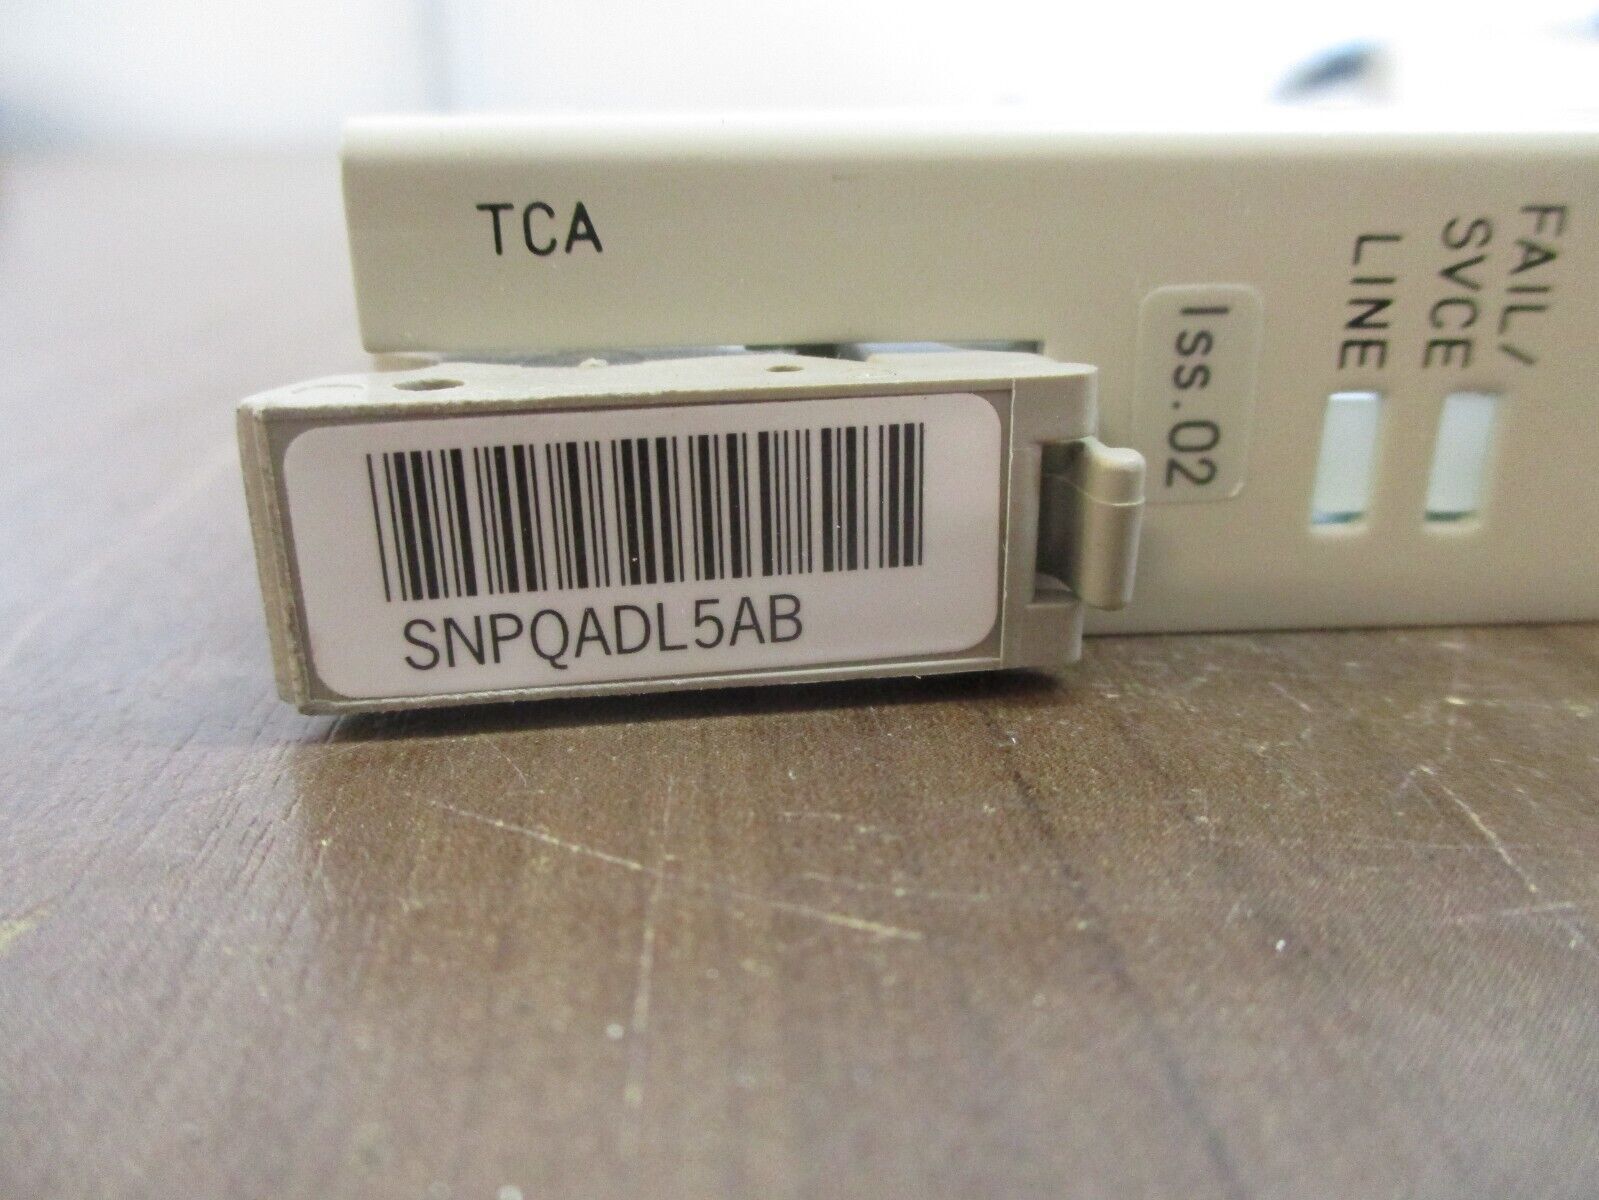 TCA
SNPQADL5AB
Iss.02
LINE
FAIL/
SVCE